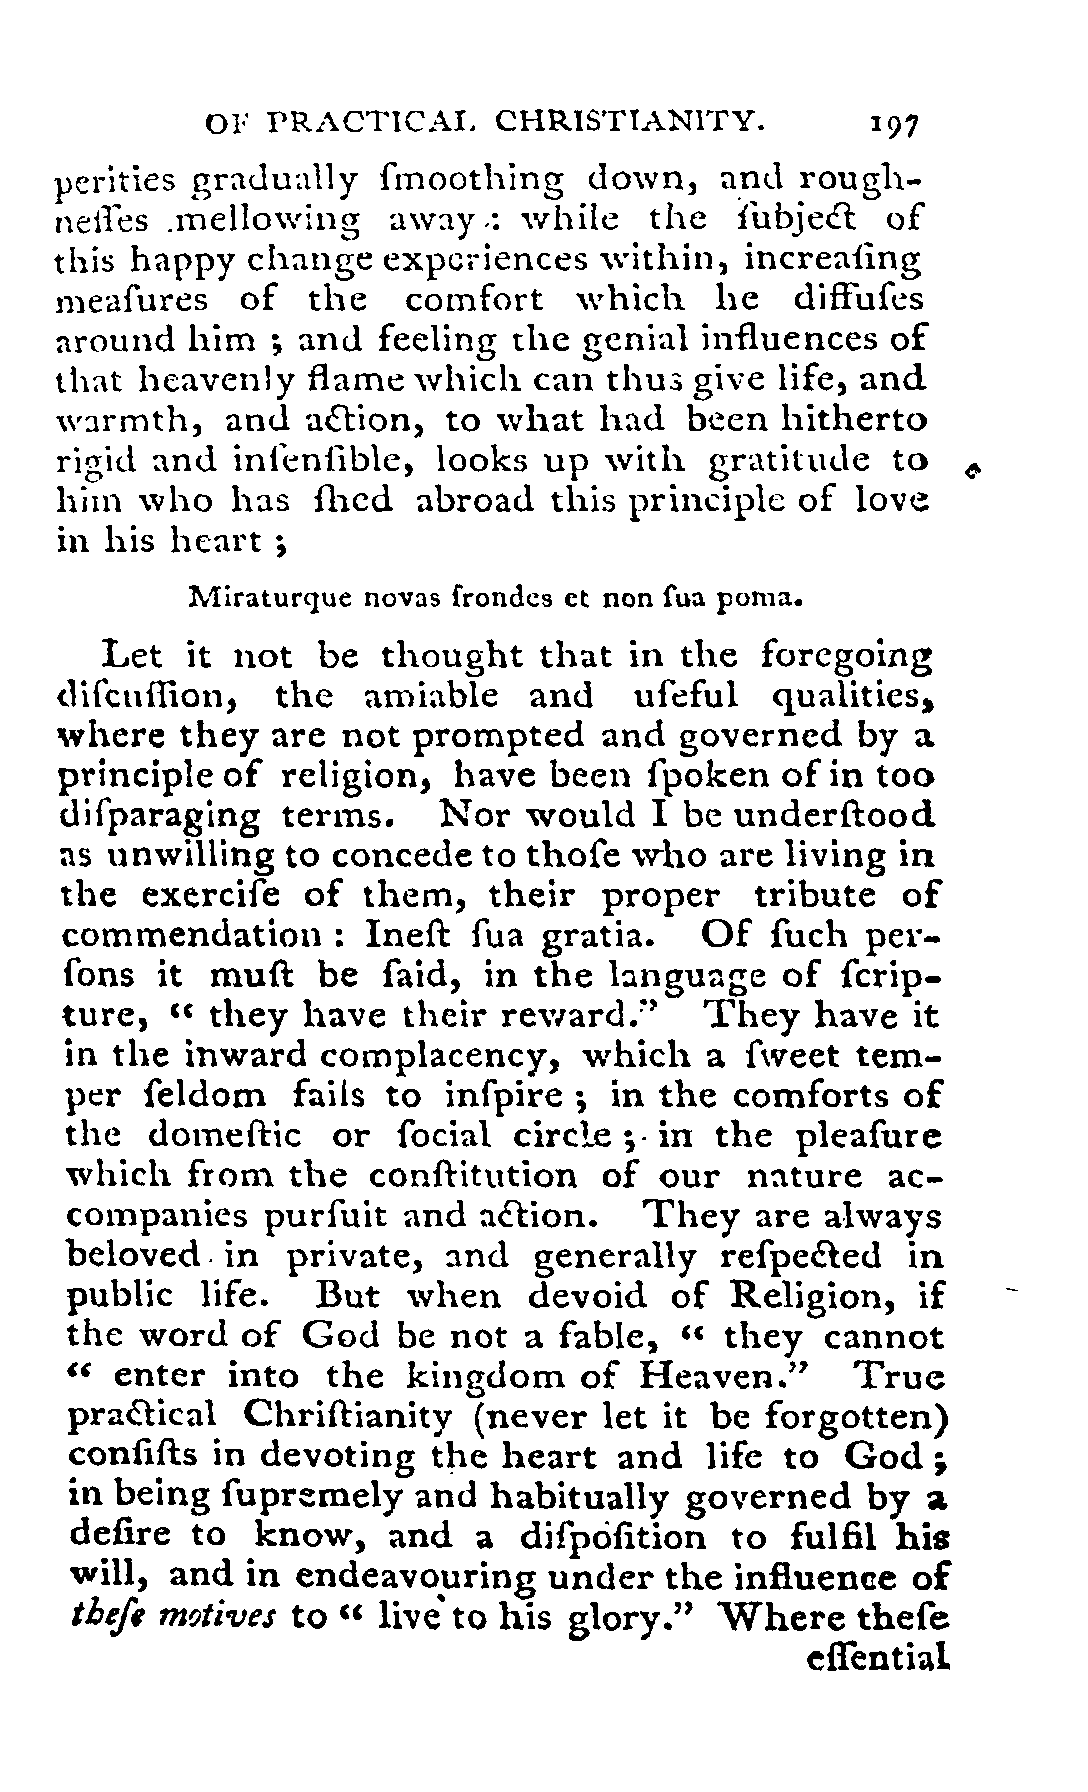 OF PRACTICAL CHRISTIANITY. 197
perities gradually ſmoothing down, and rough-
neſſes mellowing away: while the ſubject of
this happy change experiences within, increaſing
meaſures of the comfort which he diffuſes
around him ; and feeling the genial influences of
that heavenly flame which can thus give life, and
warmth, and action, to what had been hitherto
rigid and inſenſible, looks up with gratitude to
him who has ſhed abroad this principle of love
in his heart ;
Miraturque novas frondes et non ſua poma.
Let it not be thought that in the foregoing
diſcuſſion, the amiable and uſeful qualities,
where they are not prompted and governed by a
principle of religion, have been ſpoken of in too
diſparaging terms. Nor would I be underſtood
as unwilling to concede to thoſe who are living in
the exerciſe of them, their proper tribute of
commendation : Ineſt ſua gratia. Of ſuch per-
ſons it muſt be ſaid, in the language of ſcrip-
ture, “ they have their reward.” They have it
in the inward complacency, which a ſweet tem-
per ſeldom fails to inſpire ; in the comforts of
the domeſtic or ſocial circle ; in the pleaſure
which from the conſtitution of our nature ac-
companies purſuit and action. They are always
beloved in private, and generally reſpected in
public life. But when devoid of Religion, if
the word of God be not a fable, “ they cannot
“ enter into the kingdom of Heaven.” True
practical Chriſtianity (never let it be forgotten)
conſiſts in devoting the heart and life to God ;
in being ſupremely and habitually governed by a
deſire to know, and a diſpoſition to fulfil his
will, and in endeavouring under the influence of
theſe motives to “ live to his glory.” Where theſe
eſſential